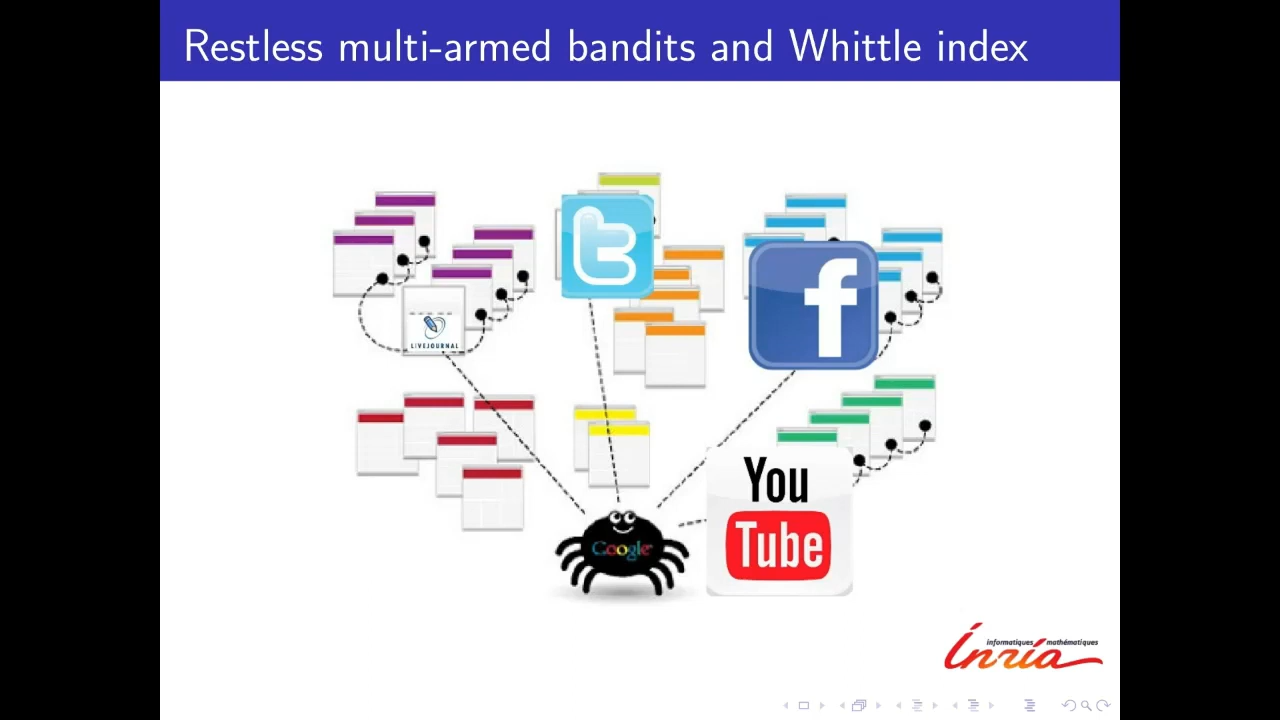 Restless multi-armed bandits and Whittle index
LIVEJOURNAL
Google
You
Tube
informatiques mathématiques
Inria